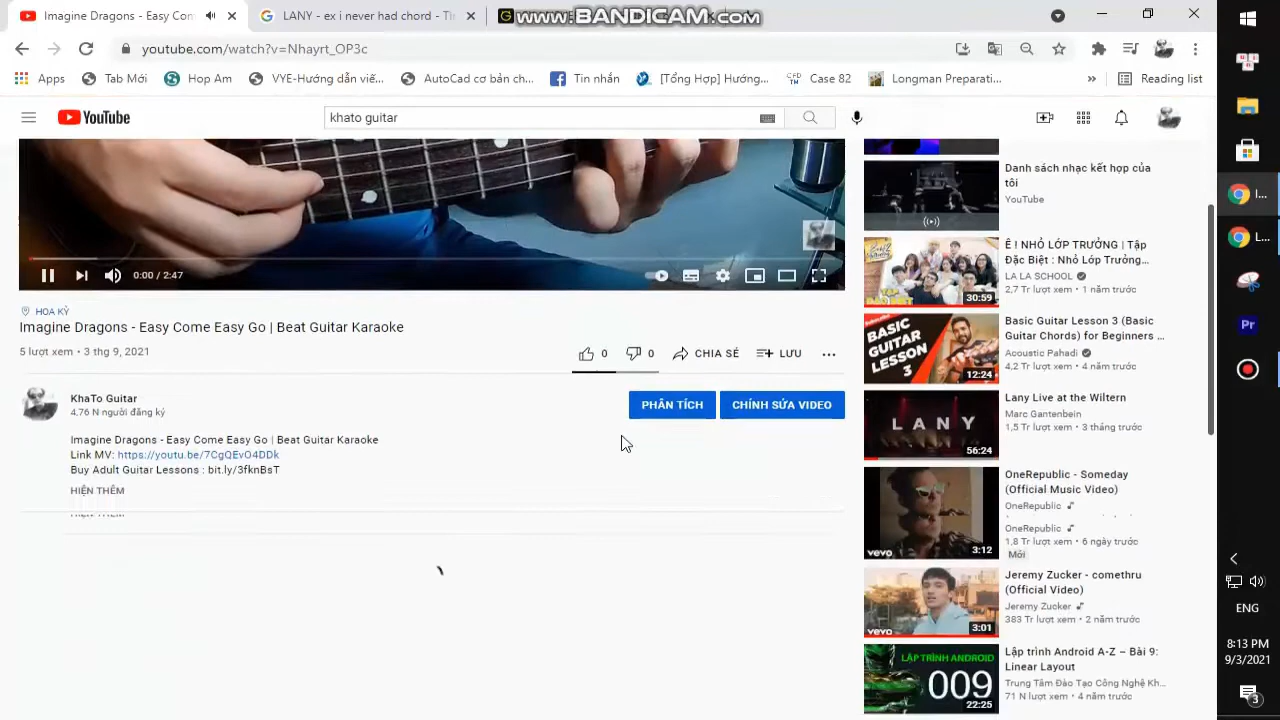 Imagine Dragons - Easy Com
LANY - ex i never had chord - T
www.BANDICAM.com
youtube.com/watch?v=Nhayrt_OP3c
Apps
Tab Mới
Hop Am
VYE-Hướng dẫn viế...
AutoCad cơ bản ch...
Tin nhắn
[Tổng Hợp] Hướng...
Case 82
Longman Preparati...
»
Reading list
YouTube
khato guitar
0:00 / 2:47
HOA KỲ
Imagine Dragons - Easy Come Easy Go | Beat Guitar Karaoke
5 lượt xem • 3 thg 9, 2021
0
0
CHIA SẺ
LƯU
KhaTo Guitar
4,76 N người đăng ký
PHÂN TÍCH
CHỈNH SỬA VIDEO
Imagine Dragons - Easy Come Easy Go | Beat Guitar Karaoke
Link MV: https://youtu.be/7CgQEvO4DDk
Buy Adult Guitar Lessons : bit.ly/3fknBsT
HIỆN THÊM
Danh sách nhạc kết hợp của
tôi
YouTube
Ê ! NHỎ LỚP TRƯỞNG | Tập
Đặc Biệt : Nhỏ Lớp Trưởng...
LA LA SCHOOL
2,7 Tr lượt xem • 1 năm trước
30:59
BASIC
GUITAR
LESSON
3
12:24
Basic Guitar Lesson 3 (Basic
Guitar Chords) for Beginners ...
Acoustic Pahadi
4,2 Tr lượt xem • 4 năm trước
LANY
56:24
Lany Live at the Wiltern
Marc Gantenbein
1,5 Tr lượt xem • 3 tháng trước
vevo
3:12
OneRepublic - Someday
(Official Music Video)
OneRepublic
OneRepublic
1,8 Tr lượt xem • 6 ngày trước
Mới
vevo
3:01
Jeremy Zucker - comethru
(Official Video)
Jeremy Zucker
383 Tr lượt xem • 2 năm trước
LẬP TRÌNH ANDROID
009
22:25
Lập trình Android A-Z – Bài 9:
Linear Layout
Trung Tâm Đào Tạo Công Nghệ Kh...
71 N lượt xem • 4 năm trước
I...
L...
Pr
ENG
8:13 PM
9/3/2021
3